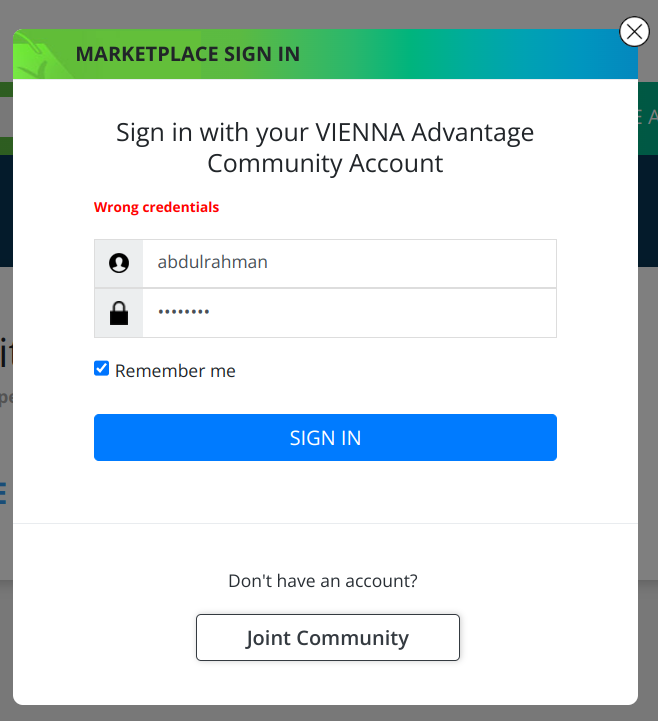 MARKETPLACE SIGN IN
Sign in with your VIENNA Advantage
Community Account
Wrong credentials
abdulrahman
••••••••
Remember me
SIGN IN
Don't have an account?
Joint Community